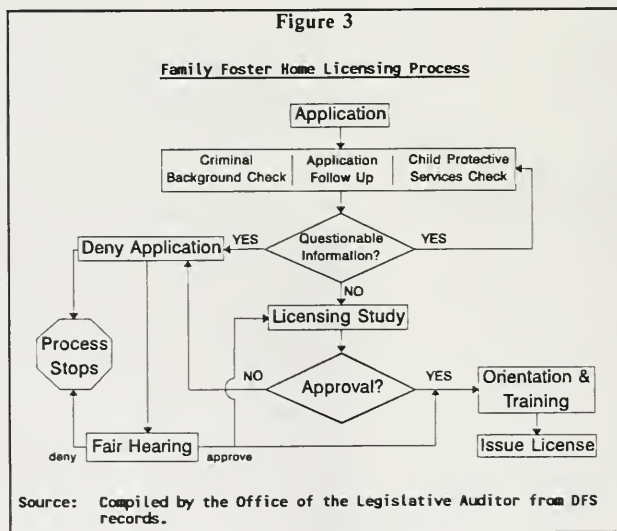 Figure 3
Family Foster Home Licensing Process
Application
Criminal Background Check
Application Follow Up
Child Protective Services Check
Deny Application
YES
Questionable Information?
YES
NO
Licensing Study
Process Stops
NO
Approval?
YES
Orientation & Training
deny
Fair Hearing
approve
Issue License
Source: Compiled by the Office of the Legislative Auditor from DFS
records.